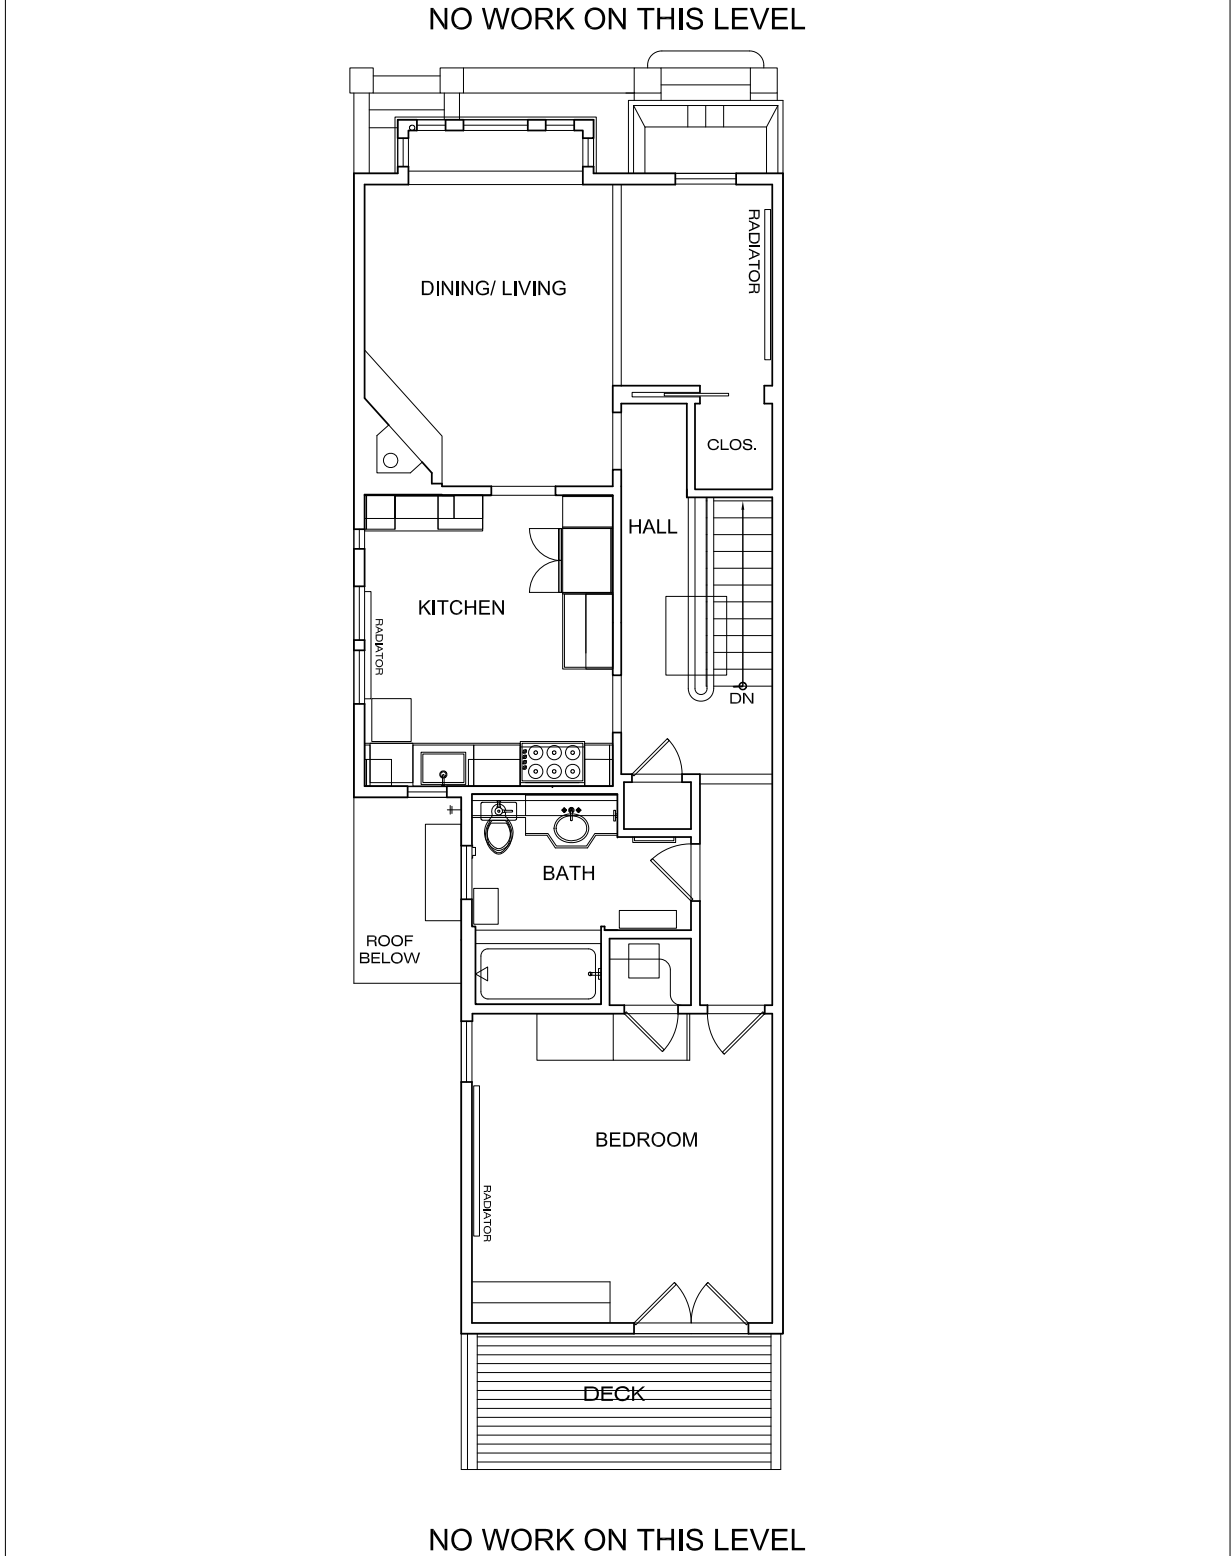 NO WORK ON THIS LEVEL
RADIATOR
DINING/ LIVING
CLOS.
HALL
KITCHEN
RADIATOR
DN
BATH
ROOF
BELOW
BEDROOM
RADIATOR
DECK
NO WORK ON THIS LEVEL